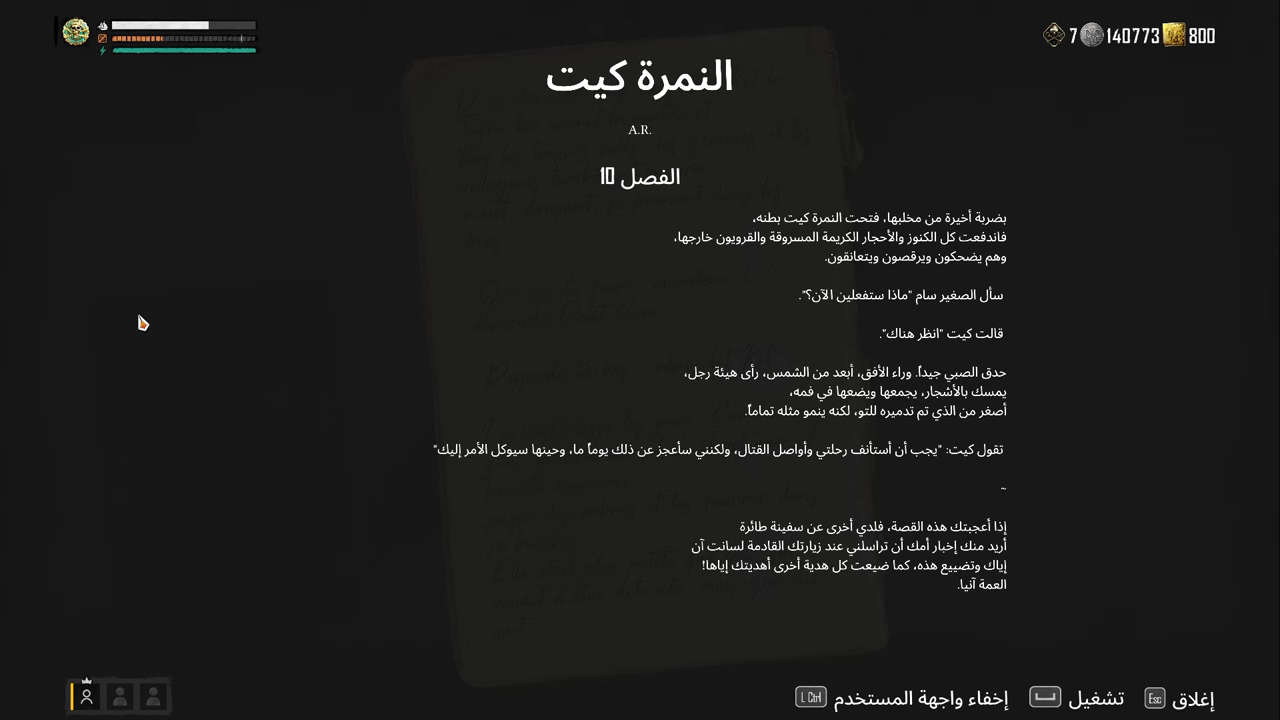 7 140773 800
النمرة كيت
A.R.
الفصل 10
بضربة أخيرة من مخلبها، فتحت النمرة كيت بطنه،
فاندفعت كل الكنوز والأحجار الكريمة المسروقة والقرويون خارجها،
وهم يضحكون ويرقصون ويتعانقون.
سأل الصغير سام "ماذا ستفعلين الآن؟".
قالت كيت "انظر هناك".
حدق الصبي جيداً. وراء الأفق، أبعد من الشمس، رأى هيئة رجل،
يمسك بالأشجار، يجمعها ويضعها في فمه،
أصغر من الذي تم تدميره للتو، لكنه ينمو مثله تماماً.
تقول كيت: "يجب أن أستأنف رحلتي وأواصل القتال، ولكنني سأعجز عن ذلك يوماً ما، وحينها سيوكل الأمر إليك"
~
إذا أعجبتك هذه القصة، فلدي أخرى عن سفينة طائرة
أريد منك إخبار أمك أن تراسلني عند زيارتك القادمة لسانت آن
إياك وتضييع هذه، كما ضيعت كل هدية أخرى أهديتك إياها!
العمة آنيا.
إغلاق Esc تشغيل إخفاء واجهة المستخدم L Ctrl